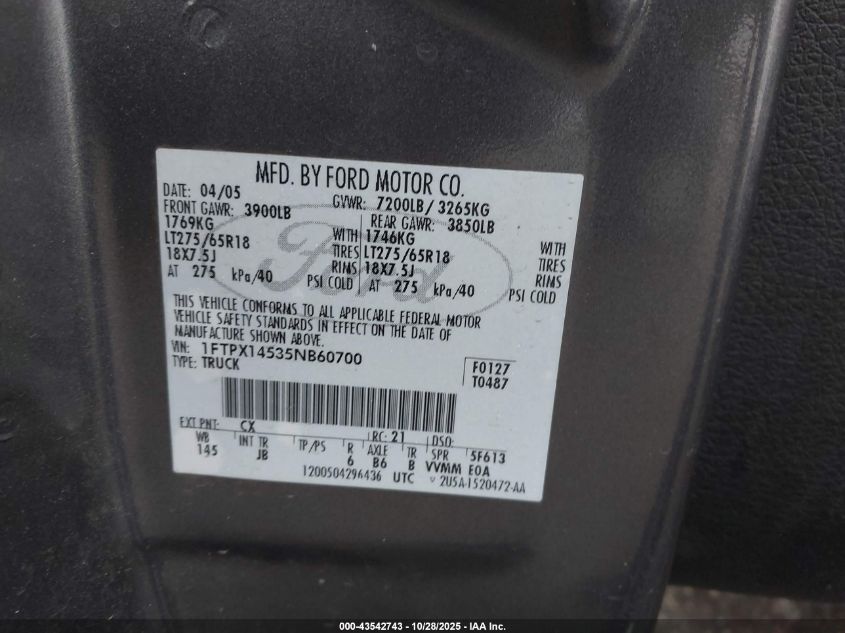 MFD. BY FORD MOTOR CO.
DATE: 04/05 GVWR: 7200LB/ 3265KG
FRONT GAWR: 3900LB REAR GAWR: 3850LB
1769KG WITH 1746KG WITH
LT275/65R18 TIRES LT275/65R18 TIRES
18X7.5J RIMS 18X7.5J RIMS
AT 275 kPa/40 PSI COLD AT 275 kPa/40 PSI COLD
THIS VEHICLE CONFORMS TO ALL APPLICABLE FEDERAL MOTOR
VEHICLE SAFETY STANDARDS IN EFFECT ON THE DATE OF
MANUFACTURE SHOWN ABOVE.
VIN: 1FTPX14535NB60700
TYPE: TRUCK
F0127
T0487
EXT PNT: CX RC: 21 DSO:
WB INT TR TP/PS R AXLE TR SPR 5F613
145 JB 6 B6 B VVMM EOA
1200504296436 UTC V 2U5A-1520472-AA
Ford
000-43542743 | 10/28/2025 - IAA Inc.